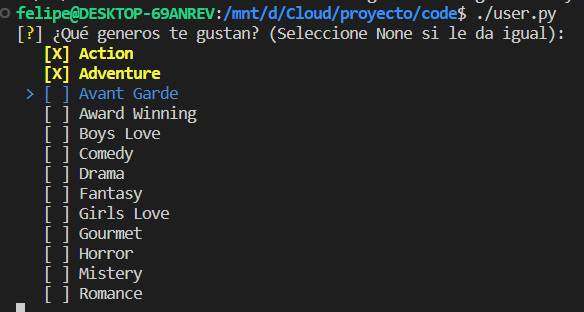 felipe@DESKTOP-69ANREV:/mnt/d/Cloud/proyecto/code$ ./user.py
[?] ¿Qué generos te gustan? (Seleccione None si le da igual):
[X] Action
[X] Adventure
> [ ] Avant Garde
[ ] Award Winning
[ ] Boys Love
[ ] Comedy
[ ] Drama
[ ] Fantasy
[ ] Girls Love
[ ] Gourmet
[ ] Horror
[ ] Mistery
[ ] Romance